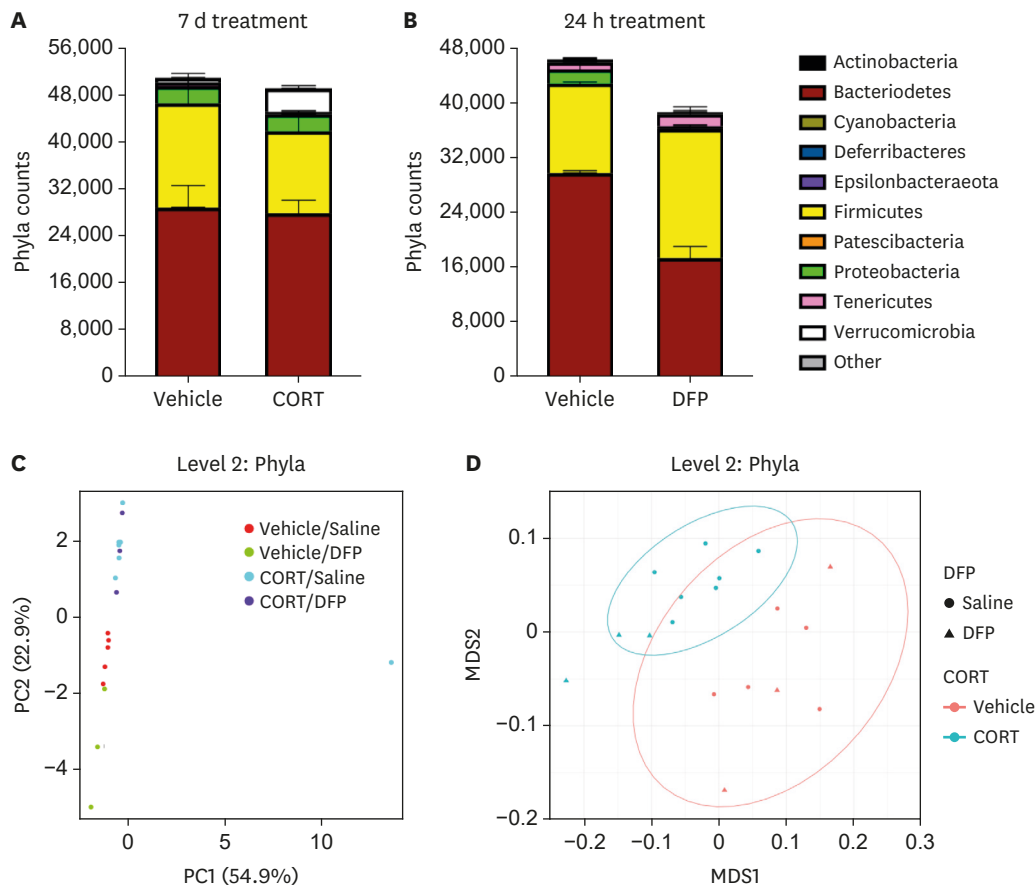 A
7 d treatment
Phyla counts
56,000
48,000
40,000
32,000
24,000
16,000
8,000
0
Vehicle
CORT
B
24 h treatment
Phyla counts
48,000
40,000
32,000
24,000
16,000
8,000
0
Vehicle
DFP
Actinobacteria
Bacteriodetes
Cyanobacteria
Deferribacteres
Epsilonbacteraeota
Firmicutes
Patescibacteria
Proteobacteria
Tenericutes
Verrucomicrobia
Other
C
Level 2: Phyla
PC2 (22.9%)
2
0
−2
−4
Vehicle/Saline
Vehicle/DFP
CORT/Saline
CORT/DFP
0
5
10
PC1 (54.9%)
D
Level 2: Phyla
MDS2
0.1
0
−0.1
−0.2
−0.2
−0.1
0
0.1
0.2
0.3
MDS1
DFP
Saline
DFP
CORT
Vehicle
CORT